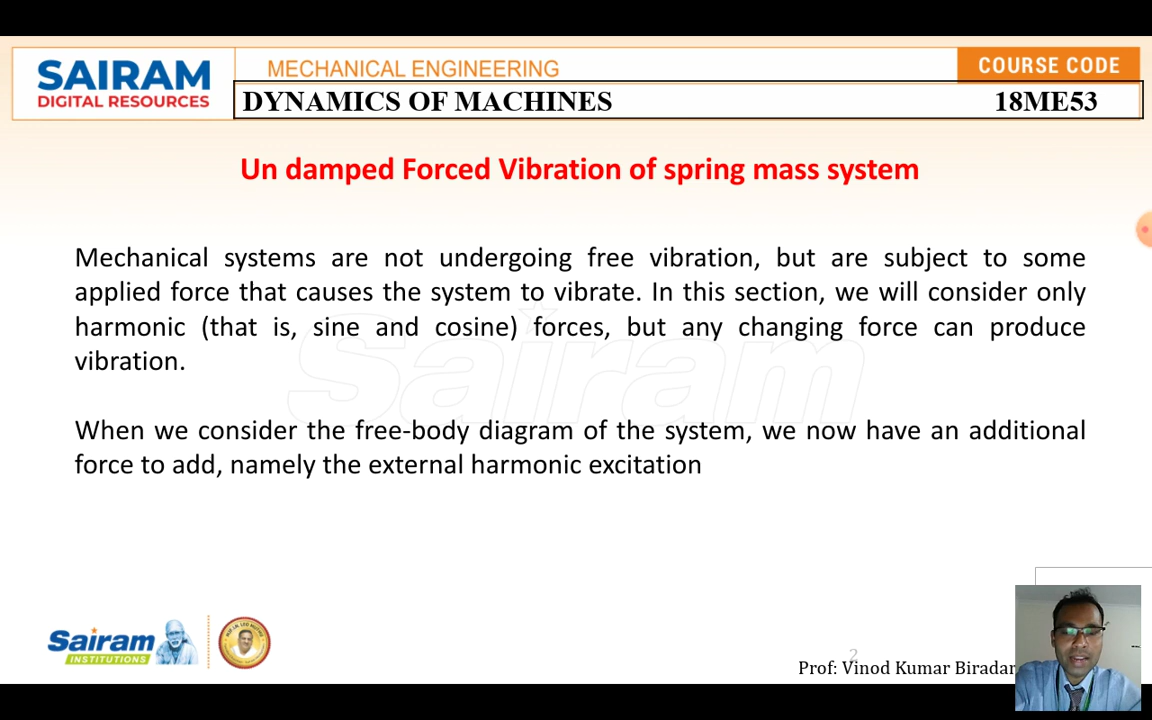 SAIRAM
DIGITAL RESOURCES
MECHANICAL ENGINEERING
COURSE CODE
DYNAMICS OF MACHINES
18ME53
Un damped Forced Vibration of spring mass system
Mechanical systems are not undergoing free vibration, but are subject to some
applied force that causes the system to vibrate. In this section, we will consider only
harmonic (that is, sine and cosine) forces, but any changing force can produce
vibration.
Sairam
When we consider the free-body diagram of the system, we now have an additional
force to add, namely the external harmonic excitation
Sairam
INSTITUTIONS
2
Prof: Vinod Kumar Biradar